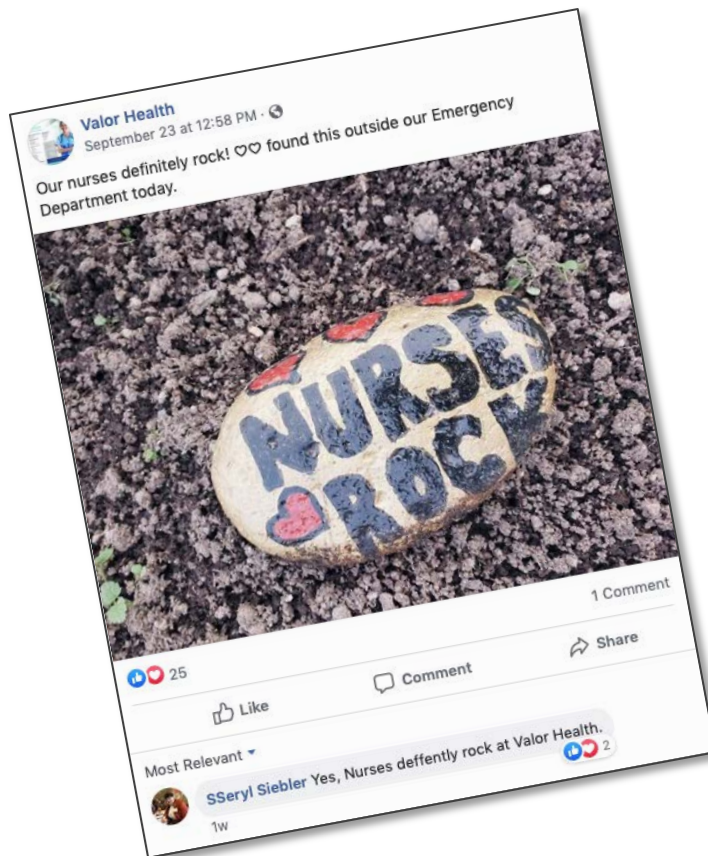 Valor Health
September 23 at 12:58 PM ·
Our nurses definitely rock! ♡♡ found this outside our Emergency
Department today.
NURSES
ROCK
1 Comment
25
Like
Comment
Share
Most Relevant
SSeryl Siebler Yes, Nurses deffently rock at Valor Health.
2
1w